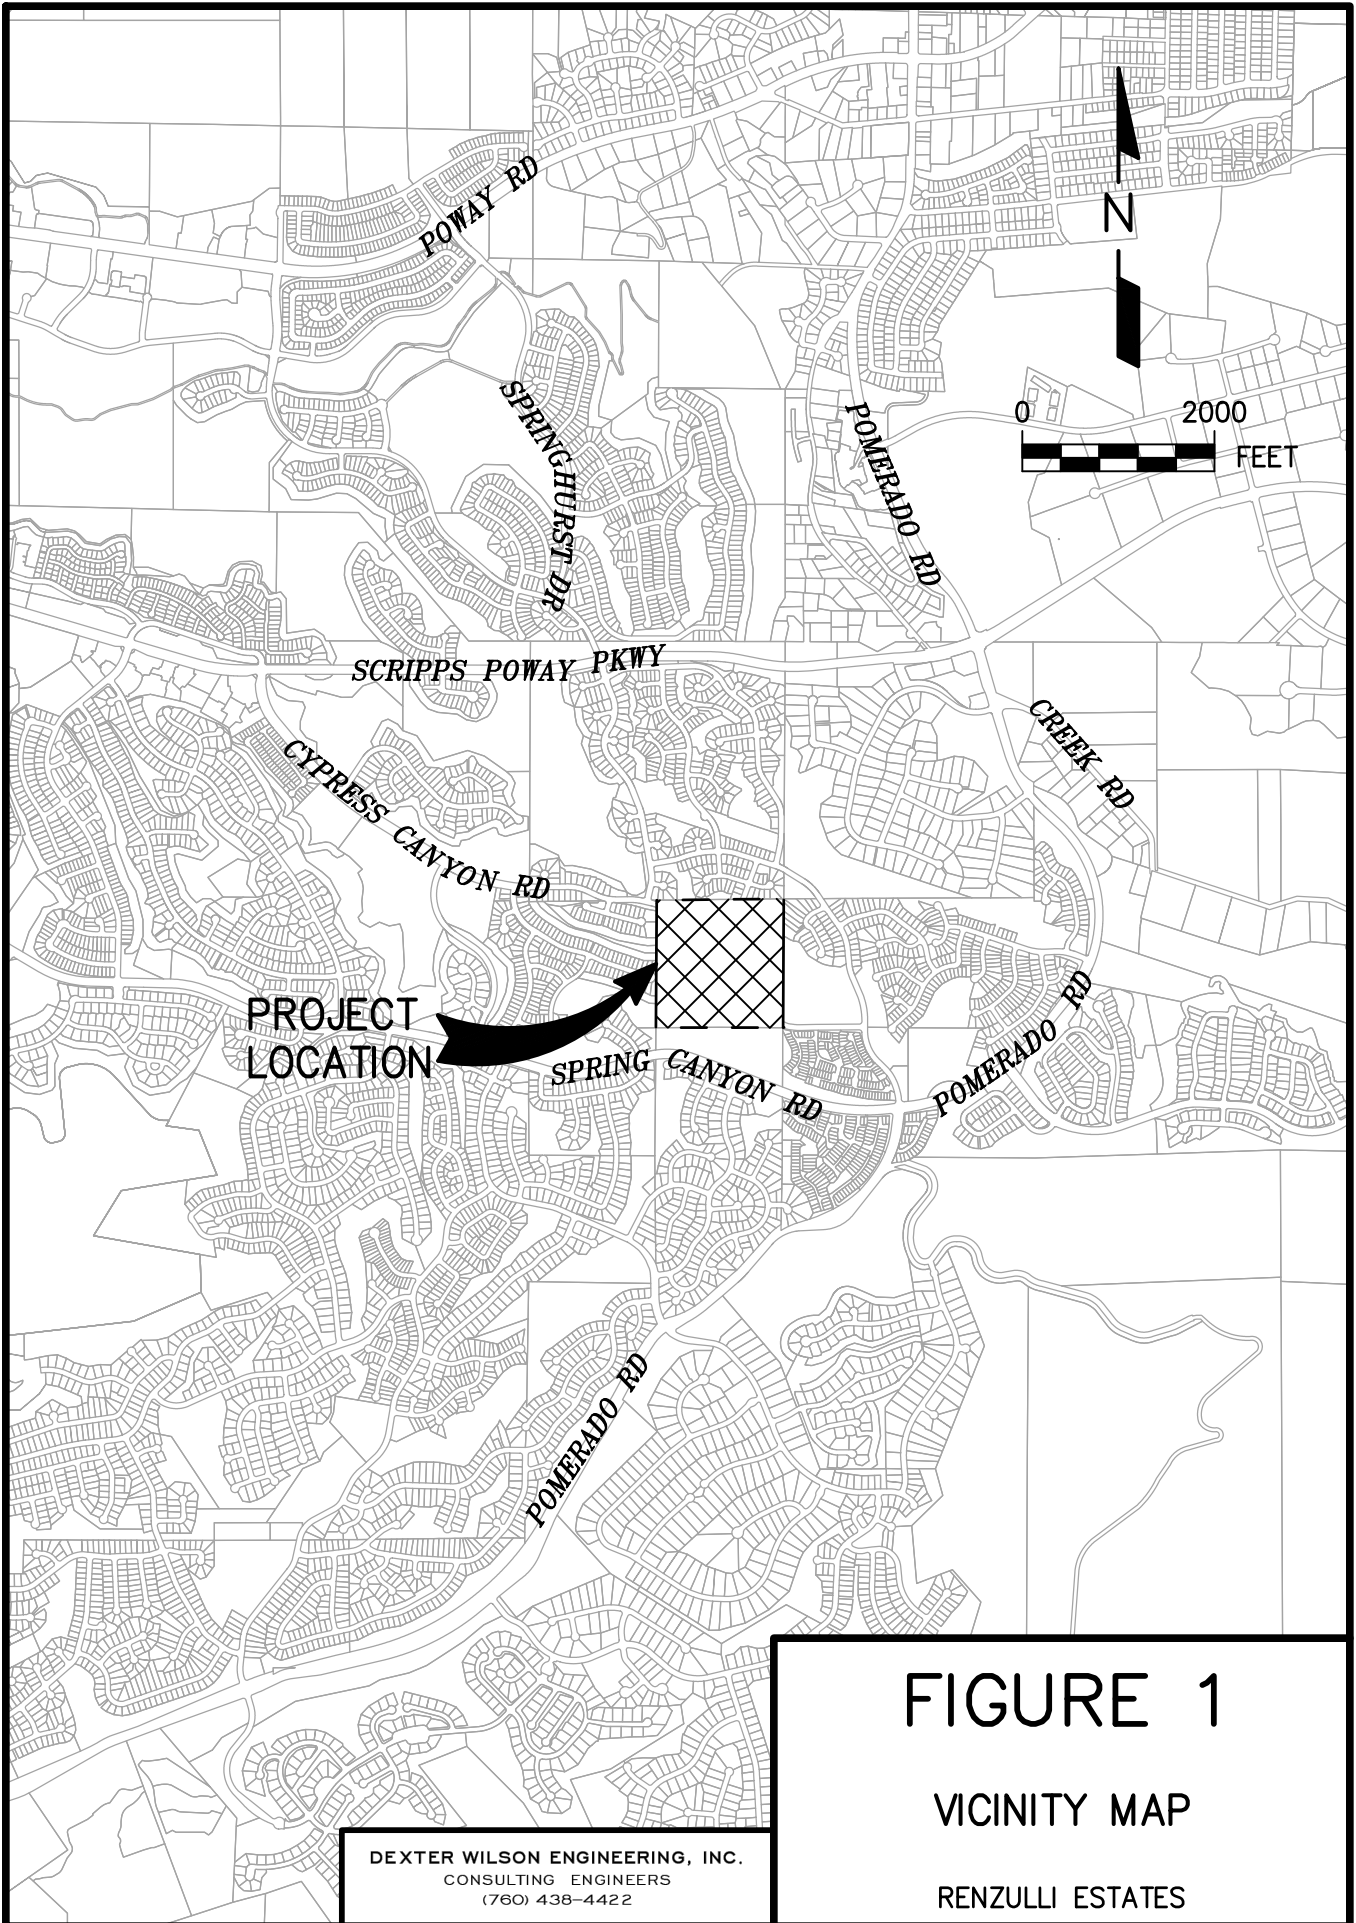 POWAY RD
N
SPRINGHURST DR
0 2000
FEET
POMERADO RD
SCRIPPS POWAY PKWY
CREEK RD
CYPRESS CANYON RD
PROJECT
LOCATION
SPRING CANYON RD
POMERADO RD
POMERADO RD
FIGURE 1
VICINITY MAP
RENZULLI ESTATES
DEXTER WILSON ENGINEERING, INC.
CONSULTING ENGINEERS
(760) 438-4422